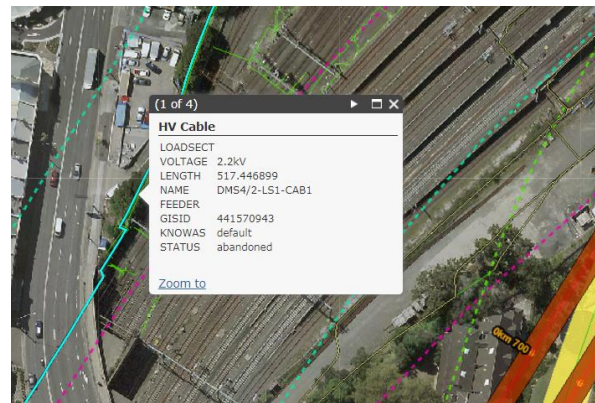 (1 of 4)
HV Cable
LOADSECT
VOLTAGE 2.2kV
LENGTH 517.446899
NAME DMS4/2-LS1-CAB1
FEEDER
GISID 441570943
KNOWAS default
STATUS abandoned
Zoom to
0km 700